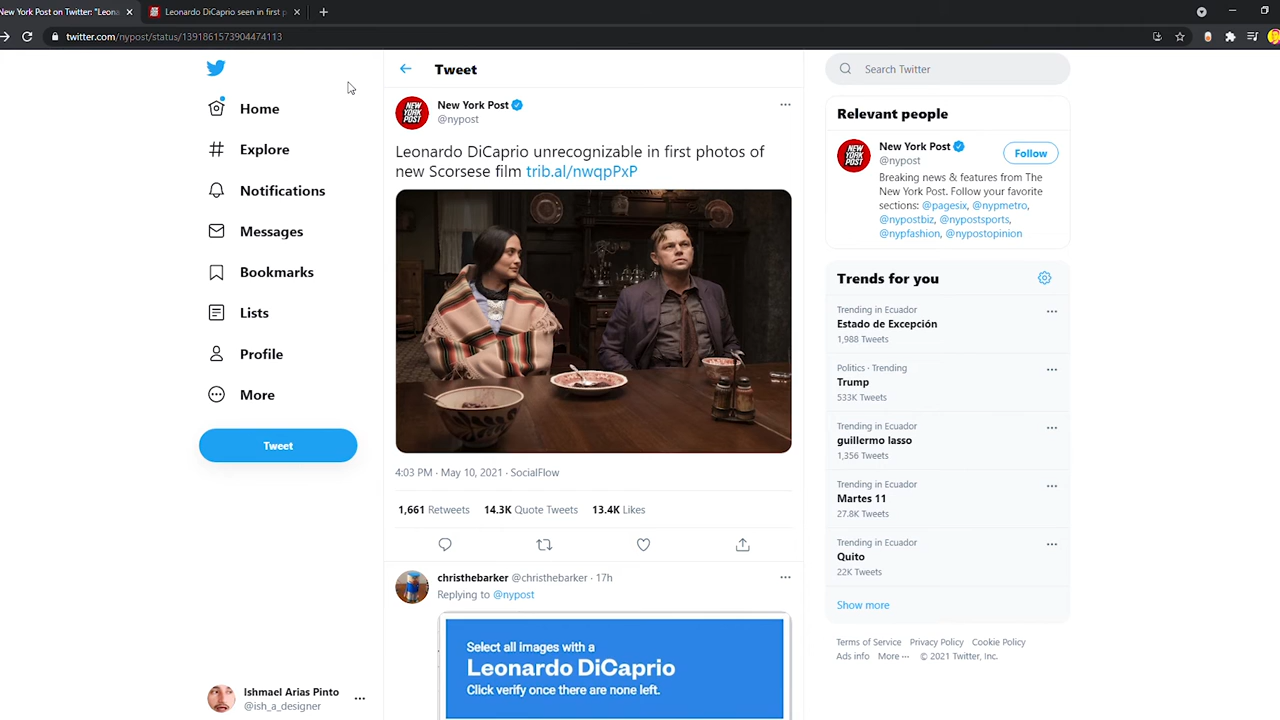 New York Post on Twitter: "Leona
Leonardo DiCaprio seen in first p
twitter.com/nypost/status/1391861573904474113
Home
Explore
Notifications
Messages
Bookmarks
Lists
Profile
More
Tweet
Ishmael Arias Pinto
@ish_a_designer
Tweet
NEW
YORK
POST
New York Post
@nypost
Leonardo DiCaprio unrecognizable in first photos of
new Scorsese film trib.al/nwqpPxP
4:03 PM · May 10, 2021 · SocialFlow
1,661 Retweets 14.3K Quote Tweets 13.4K Likes
christhebarker @christhebarker · 17h
Replying to @nypost
Select all images with a
Leonardo DiCaprio
Click verify once there are none left.
Search Twitter
Relevant people
NEW
YORK
POST
New York Post
@nypost
Follow
Breaking news & features from The
New York Post. Follow your favorite
sections: @pagesix, @nypmetro,
@nypostbiz, @nypostsports,
@nypfashion, @nypostopinion
Trends for you
Trending in Ecuador
Estado de Excepción
1,988 Tweets
Politics · Trending
Trump
533K Tweets
Trending in Ecuador
guillermo lasso
1,356 Tweets
Trending in Ecuador
Martes 11
27.8K Tweets
Trending in Ecuador
Quito
22K Tweets
Show more
Terms of Service Privacy Policy Cookie Policy
Ads info More ··· © 2021 Twitter, Inc.